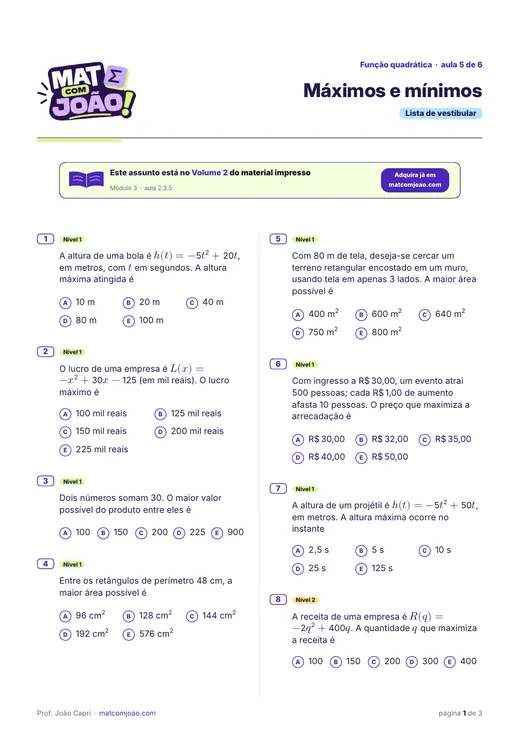 MAT Σ
COM
JOÃO!
Função quadrática · aula 5 de 6
Máximos e mínimos
Lista de vestibular
Este assunto está no Volume 2 do material impresso
Módulo 3 · aula 2.3.5
Adquira já em
matcomjoao.com
1 Nível 1
A altura de uma bola é h(t) = −5t² + 20t,
em metros, com t em segundos. A altura
máxima atingida é
A 10 m B 20 m C 40 m
D 80 m E 100 m
2 Nível 1
O lucro de uma empresa é L(x) =
−x² + 30x − 125 (em mil reais). O lucro
máximo é
A 100 mil reais B 125 mil reais
C 150 mil reais D 200 mil reais
E 225 mil reais
3 Nível 1
Dois números somam 30. O maior valor
possível do produto entre eles é
A 100 B 150 C 200 D 225 E 900
4 Nível 1
Entre os retângulos de perímetro 48 cm, a
maior área possível é
A 96 cm² B 128 cm² C 144 cm²
D 192 cm² E 576 cm²
5 Nível 1
Com 80 m de tela, deseja-se cercar um
terreno retangular encostado em um muro,
usando tela em apenas 3 lados. A maior área
possível é
A 400 m² B 600 m² C 640 m²
D 750 m² E 800 m²
6 Nível 1
Com ingresso a R$ 30,00, um evento atrai
500 pessoas; cada R$ 1,00 de aumento
afasta 10 pessoas. O preço que maximiza a
arrecadação é
A R$ 30,00 B R$ 32,00 C R$ 35,00
D R$ 40,00 E R$ 50,00
7 Nível 1
A altura de um projétil é h(t) = −5t² + 50t,
em metros. A altura máxima ocorre no
instante
A 2,5 s B 5 s C 10 s
D 25 s E 125 s
8 Nível 2
A receita de uma empresa é R(q) =
−2q² + 400q. A quantidade q que maximiza
a receita é
A 100 B 150 C 200 D 300 E 400
Prof. João Capri · matcomjoao.com
página 1 de 3